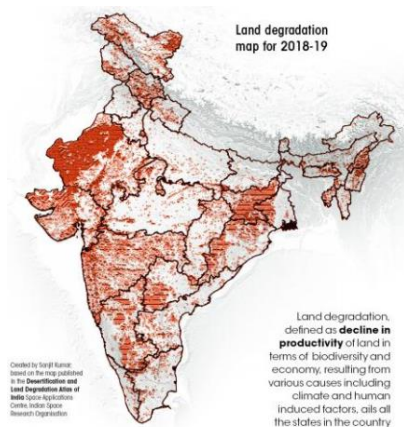 Land degradation
map for 2018-19
Created by Sanjit Kumar,
based on the map published
in the Desertification and
Land Degradation Atlas of
India Space Applications
Centre, Indian Space
Research Organisation
Land degradation,
defined as decline in
productivity of land in
terms of biodiversity and
economy, resulting from
various causes including
climate and human
induced factors, ails all
the states in the country